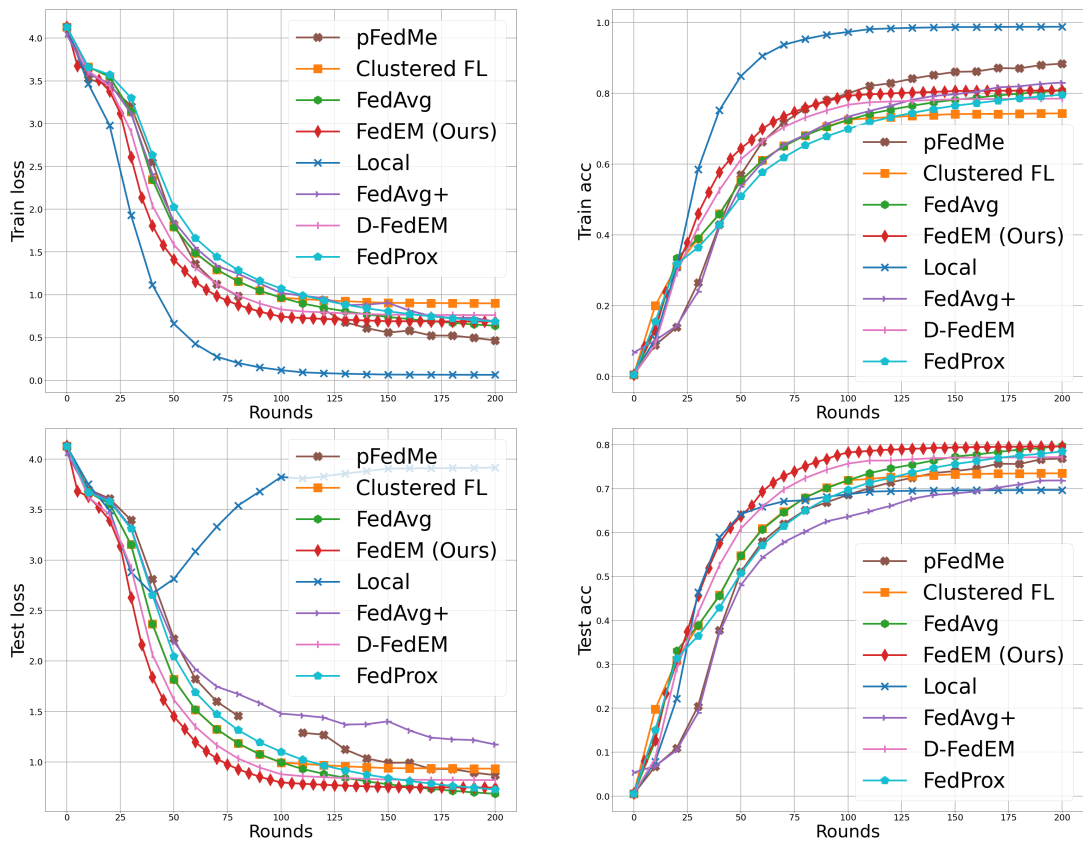 4.0
3.5
3.0
2.5
2.0
1.5
1.0
0.5
0.0
Train loss
0 25 50 75 100 125 150 175 200
Rounds
pFedMe
Clustered FL
FedAvg
FedEM (Ours)
Local
FedAvg+
D-FedEM
FedProx
1.0
0.8
0.6
0.4
0.2
0.0
Train acc
0 25 50 75 100 125 150 175 200
Rounds
pFedMe
Clustered FL
FedAvg
FedEM (Ours)
Local
FedAvg+
D-FedEM
FedProx
4.0
3.5
3.0
2.5
2.0
1.5
1.0
Test loss
0 25 50 75 100 125 150 175 200
Rounds
pFedMe
Clustered FL
FedAvg
FedEM (Ours)
Local
FedAvg+
D-FedEM
FedProx
0.8
0.7
0.6
0.5
0.4
0.3
0.2
0.1
0.0
Test acc
0 25 50 75 100 125 150 175 200
Rounds
pFedMe
Clustered FL
FedAvg
FedEM (Ours)
Local
FedAvg+
D-FedEM
FedProx